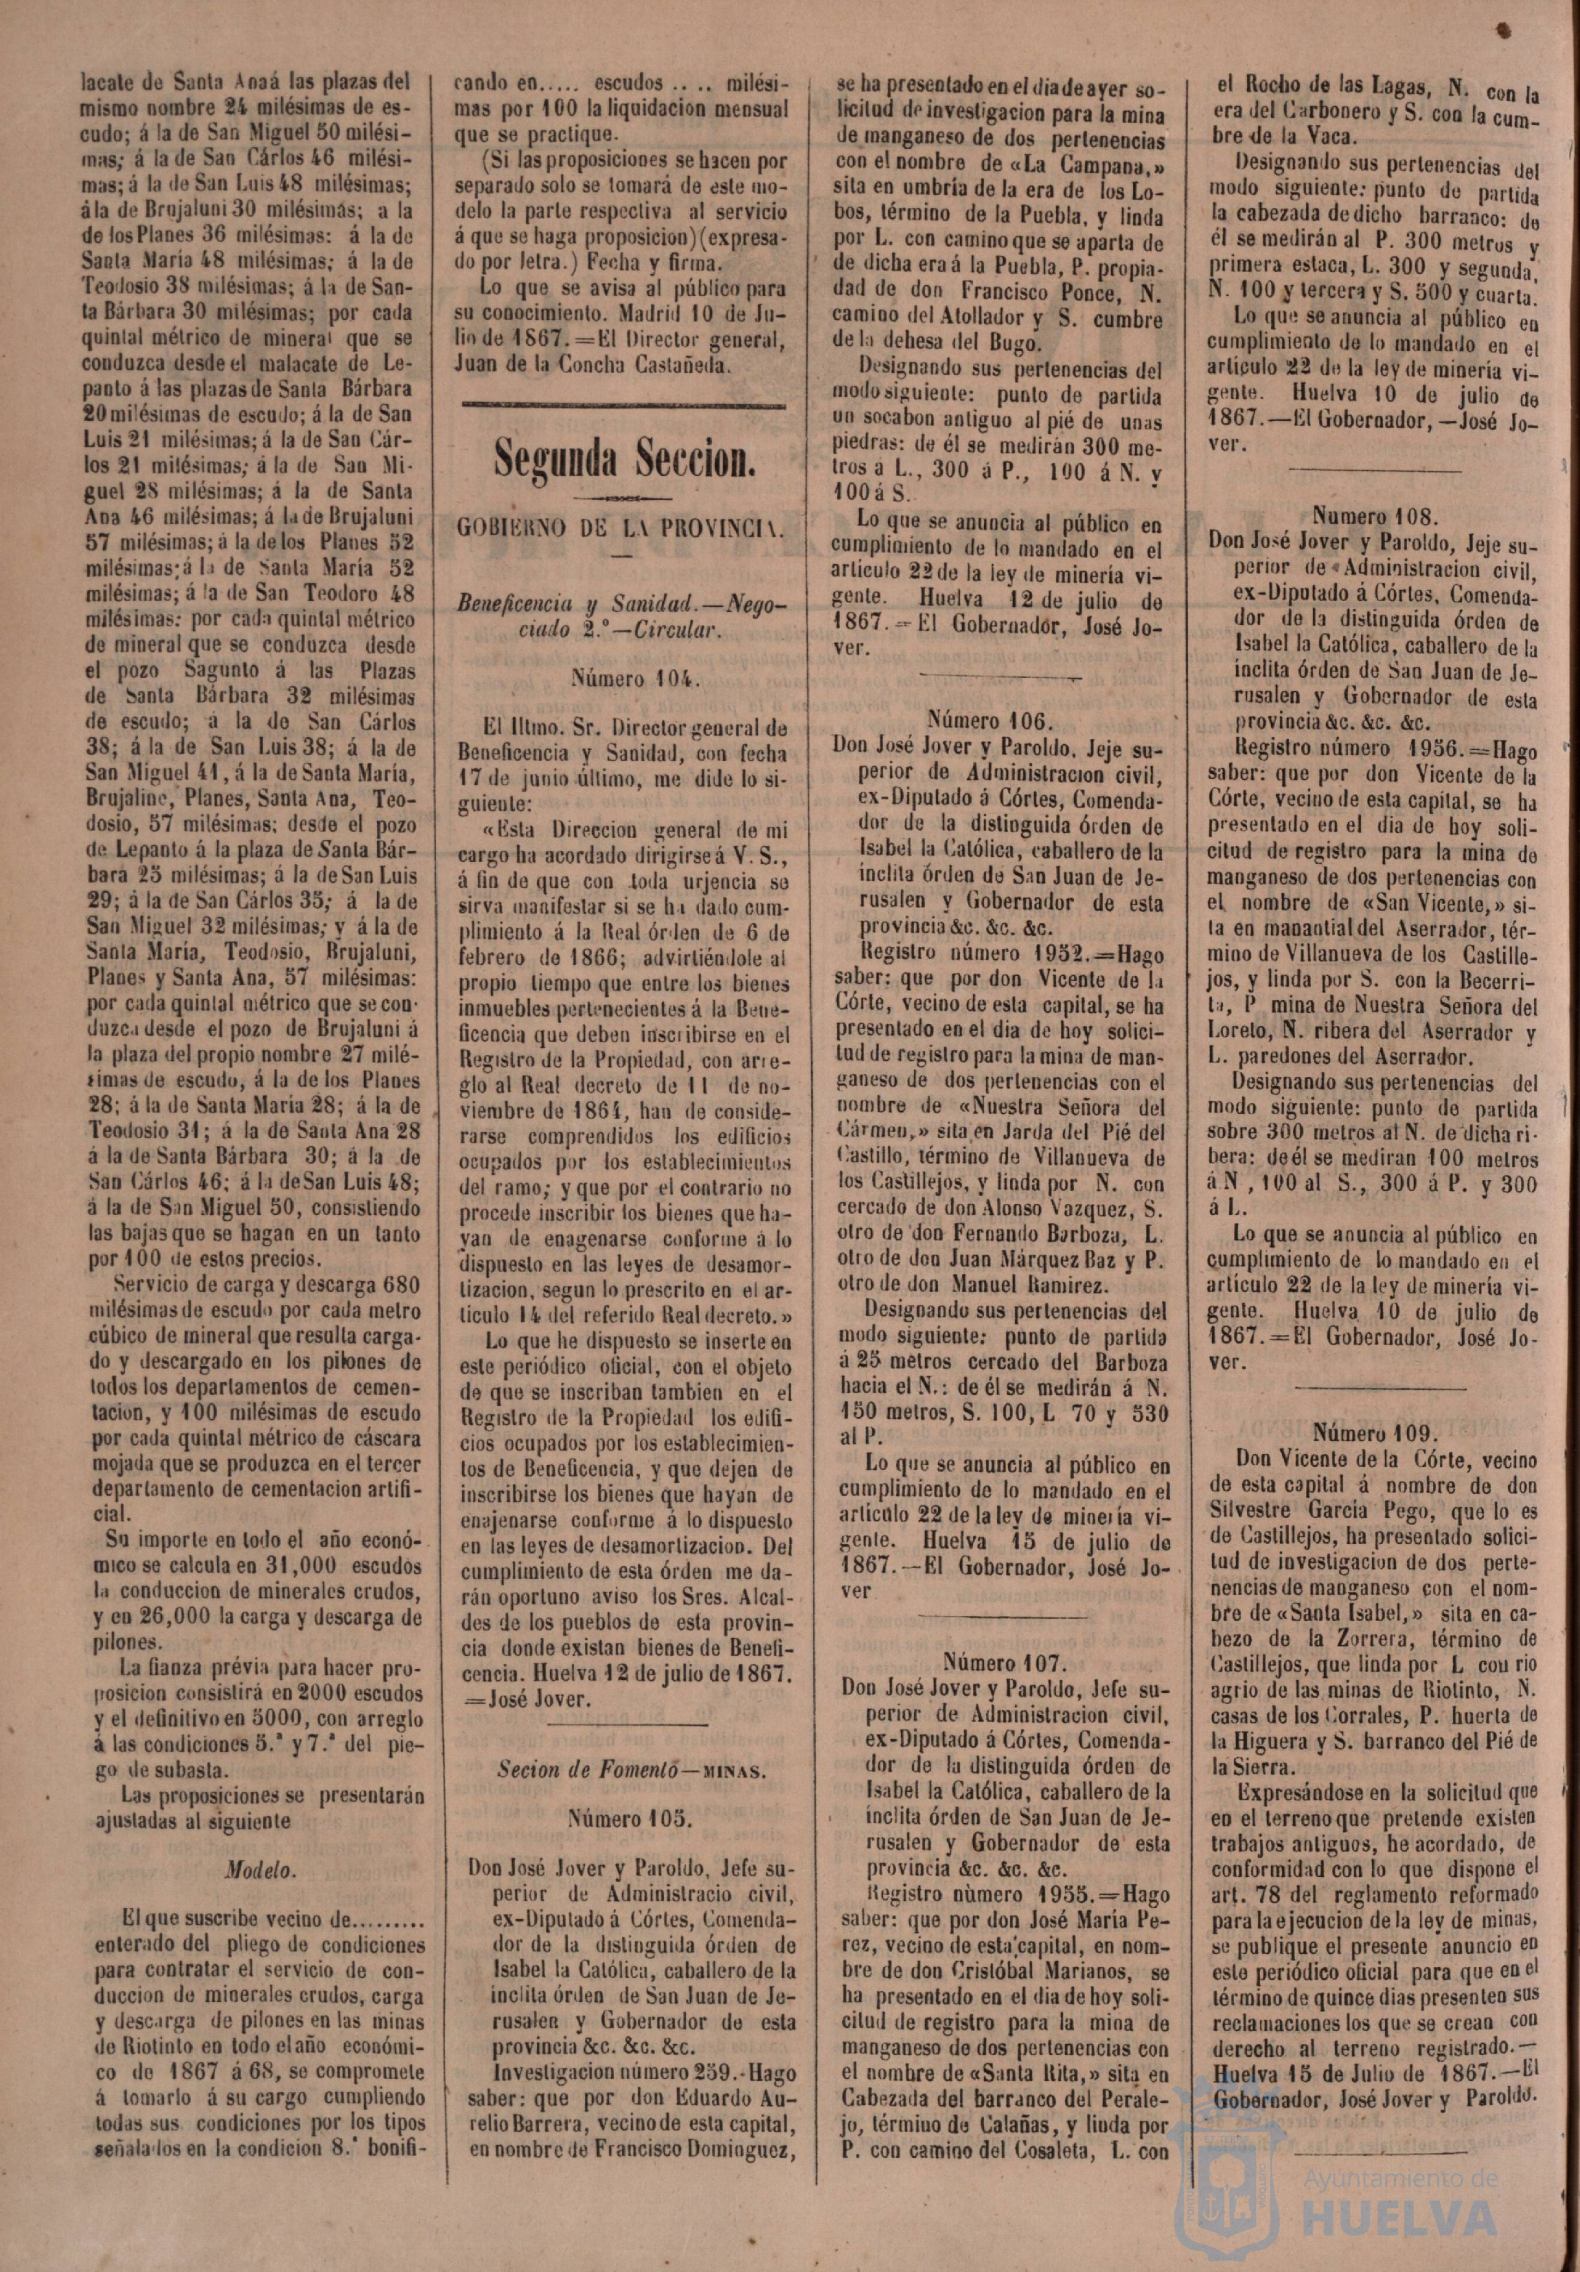 lacate de Santa Anaá las plazas del
mismo nombre 24 milésimas de es-
cudo; á la de San Miguel 50 milési-
mas; á la de San Cárlos 46 milési-
mas; á la de San Luis 48 milésimas;
ála de Brujaluni 30 milésimas; a la
de los Planes 36 milésimas: á la de
Santa María 48 milésimas; á la de
Teodosio 38 milésimas; á la de San-
ta Bárbara 30 milésimas; por cada
quintal métrico de mineral que se
conduzca desde el malacate de Le-
panto á las plazas de Santa Bárbara
20 milésimas de escudo; á la de San
Luis 21 milésimas; á la de San Cár-
los 21 milésimas; á la de San Mi-
guel 28 milésimas; á la de Santa
Ana 46 milésimas; á la de Brujaluni
57 milésimas; á la de los Planes 52
milésimas; á la de Santa María 52
milésimas; á la de San Teodoro 48
milésimas: por cada quintal métrico
de mineral que se conduzca desde
el pozo Sagunto á las Plazas
de Santa Bárbara 32 milésimas
de escudo; a la de San Cárlos
38; á la de San Luis 38; á la de
San Miguel 41, á la de Santa María,
Brujaline, Planes, Santa Ana, Teo-
dosio, 57 milésimas; desde el pozo
de Lepanto á la plaza de Santa Bár-
bara 25 milésimas; á la de San Luis
29; á la de San Cárlos 35; á la de
San Miguel 32 milésimas; y á la de
Santa María, Teodosio, Brujaluni,
Planes y Santa Ana, 57 milésimas:
por cada quintal métrico que se con-
duzca desde el pozo de Brujaluni á
la plaza del propio nombre 27 milé-
simas de escudo, á la de los Planes
28; á la de Santa María 28; á la de
Teodosio 31; á la de Santa Ana 28
á la de Santa Bárbara 30; á la de
San Cárlos 46; á la de San Luis 48;
á la de San Miguel 50, consistiendo
las bajas que se hagan en un tanto
por 100 de estos precios.
Servicio de carga y descarga 680
milésimas de escudo por cada metro
cúbico de mineral que resulta carga-
do y descargado en los pilones de
todos los departamentos de cemen-
tacion, y 100 milésimas de escudo
por cada quintal métrico de cáscara
mojada que se produzca en el tercer
departamento de cementacion artifi-
cial.
Su importe en todo el año econó-
mico se calcula en 31,000 escudos
la conduccion de minerales crudos,
y en 26,000 la carga y descarga de
pilones.
La fianza prévia para hacer pro-
posicion consistirá en 2000 escudos
y el definitivo en 5000, con arreglo
á las condiciones 5.ª y 7.ª del plie-
go de subasta.
Las proposiciones se presentarán
ajustadas al siguiente
Modelo.
El que suscribe vecino de.........
enterado del pliego de condiciones
para contratar el servicio de con-
duccion de minerales crudos, carga
y descarga de pilones en las minas
de Riotinto en todo el año económi-
co de 1867 á 68, se compromete
á tomarlo á su cargo cumpliendo
todas sus condiciones por los tipos
señalados en la condicion 8.ª bonifi-
cando en..... escudos .. .. milési-
mas por 100 la liquidacion mensual
que se practique.
(Si las proposiciones se hacen por
separado solo se tomará de este mo-
delo la parte respectiva al servicio
á que se haga proposicion) (expresa-
do por letra.) Fecha y firma.
Lo que se avisa al público para
su conocimiento. Madrid 10 de Ju-
lio de 1867.=El Director general,
Juan de la Concha Castañeda.
Segunda Seccion.
GOBIERNO DE LA PROVINCIA.
Beneficencia y Sanidad.—Nego-
ciado 2.º—Circular.
Número 104.
El Iltmo. Sr. Director general de
Beneficencia y Sanidad, con fecha
17 de junio último, me dide lo si-
guiente:
«Esta Direccion general de mi
cargo ha acordado dirigirse á V. S.,
á fin de que con toda urjencia se
sirva manifestar si se ha dado cum-
plimiento á la Real órden de 6 de
febrero de 1866; advirtiéndole al
propio tiempo que entre los bienes
inmuebles pertenecientes á la Bene-
ficencia que deben inscribirse en el
Registro de la Propiedad, con arre-
glo al Real decreto de 11 de no-
viembre de 1864, han de conside-
rarse comprendidos los edificios
ocupados por los establecimientos
del ramo; y que por el contrario no
procede inscribir los bienes que ha-
yan de enagenarse conforme á lo
dispuesto en las leyes de desamor-
tizacion, segun lo prescrito en el ar-
tículo 14 del referido Real decreto.»
Lo que he dispuesto se inserte en
este periódico oficial, con el objeto
de que se inscriban tambien en el
Registro de la Propiedad los edifi-
cios ocupados por los establecimien-
tos de Beneficencia, y que dejen de
inscribirse los bienes que hayan de
enajenarse conforme á lo dispuesto
en las leyes de desamortizacion. Del
cumplimiento de esta órden me da-
rán oportuno aviso los Sres. Alcal-
des de los pueblos de esta provin-
cia donde existan bienes de Benefi-
cencia. Huelva 12 de julio de 1867.
=José Jover.
Secion de Fomento—MINAS.
Número 105.
Don José Jover y Paroldo, Jefe su-
perior de Administracio civil,
ex-Diputado á Córtes, Comenda-
dor de la distinguida órden de
Isabel la Católica, caballero de la
ínclita órden de San Juan de Je-
rusalen y Gobernador de esta
provincia &c. &c. &c.
Investigacion número 259.-Hago
saber: que por don Eduardo Au-
relio Barrera, vecino de esta capital,
en nombre de Francisco Dominguez,
se ha presentado en el dia de ayer so-
licitud de investigacion para la mina
de manganeso de dos pertenencias
con el nombre de «La Campana,»
sita en umbría de la era de los Lo-
bos, término de la Puebla, y linda
por L. con camino que se aparta de
de dicha era á la Puebla, P. propia-
dad de don Francisco Ponce, N.
camino del Atollador y S. cumbre
de la dehesa del Bugo.
Designando sus pertenencias del
modo siguiente: punto de partida
un socabon antiguo al pié de unas
piedras: de él se medirán 300 me-
tros a L., 300 á P., 100 á N. y
100 á S.
Lo que se anuncia al público en
cumplimiento de lo mandado en el
artículo 22 de la ley de minería vi-
gente. Huelva 12 de julio de
1867.=El Gobernador, José Jo-
ver.
Número 106.
Don José Jover y Paroldo, Jeje su-
perior de Administracion civil,
ex-Diputado á Córtes, Comenda-
dor de la distinguida órden de
Isabel la Católica, caballero de la
ínclita órden de San Juan de Je-
rusalen y Gobernador de esta
provincia &c. &c. &c.
Registro número 1952.=Hago
saber: que por don Vicente de la
Córte, vecino de esta capital, se ha
presentado en el dia de hoy solici-
tud de registro para la mina de man-
ganeso de dos pertenencias con el
nombre de «Nuestra Señora del
Cármen,» sita en Jarda del Pié del
Castillo, término de Villanueva de
los Castillejos, y linda por N. con
cercado de don Alonso Vazquez, S.
otro de don Fernando Barboza, L.
otro de don Juan Márquez Baz y P.
otro de don Manuel Ramirez.
Designando sus pertenencias del
modo siguiente: punto de partida
á 25 metros cercado del Barboza
hacia el N.: de él se medirán á N.
150 metros, S. 100, L 70 y 530
al P.
Lo que se anuncia al público en
cumplimiento de lo mandado en el
artículo 22 de la ley de minería vi-
gente. Huelva 15 de julio de
1867.—El Gobernador, José Jo-
ver
Número 107.
Don José Jover y Paroldo, Jefe su-
perior de Administracion civil,
ex-Diputado á Córtes, Comenda-
dor de la distinguida órden de
Isabel la Católica, caballero de la
ínclita órden de San Juan de Je-
rusalen y Gobernador de esta
provincia &c. &c. &c.
Registro número 1955.=Hago
saber: que por don José María Pe-
rez, vecino de esta capital, en nom-
bre de don Cristóbal Marianos, se
ha presentado en el dia de hoy soli-
citud de registro para la mina de
manganeso de dos pertenencias con
el nombre de «Santa Rita,» sita en
Cabezada del barranco del Perale-
jo, término de Calañas, y linda por
P. con camino del Cosaleta, L. con
el Rocho de las Lagas, N. con la
era del Carbonero y S. con la cum-
bre de la Vaca.
Designando sus pertenencias del
modo siguiente: punto de partida
la cabezada de dicho barranco: de
él se medirán al P. 300 metros y
primera estaca, L. 300 y segunda,
N. 100 y tercera y S. 500 y cuarta.
Lo que se anuncia al público en
cumplimiento de lo mandado en el
artículo 22 de la ley de minería vi-
gente. Huelva 10 de julio de
1867.—El Gobernador, —José Jo-
ver.
Numero 108.
Don José Jover y Paroldo, Jeje su-
perior de Administracion civil,
ex-Diputado á Córtes, Comenda-
dor de la distinguida órden de
Isabel la Católica, caballero de la
ínclita órden de San Juan de Je-
rusalen y Gobernador de esta
provincia &c. &c. &c.
Registro número 1956.=Hago
saber: que por don Vicente de la
Córte, vecino de esta capital, se ha
presentado en el dia de hoy soli-
citud de registro para la mina de
manganeso de dos pertenencias con
el nombre de «San Vicente,» si-
ta en manantial del Aserrador, tér-
mino de Villanueva de los Castille-
jos, y linda por S. con la Becerri-
ta, P mina de Nuestra Señora del
Loreto, N. ribera del Aserrador y
L. paredones del Aserrador.
Designando sus pertenencias del
modo siguiente: punto de partida
sobre 300 metros al N. de dicha ri-
bera: de él se mediran 100 metros
á N, 100 al S., 300 á P. y 300
á L.
Lo que se anuncia al público en
cumplimiento de lo mandado en el
artículo 22 de la ley de minería vi-
gente. Huelva 10 de julio de
1867.=El Gobernador, José Jo-
ver.
Número 109.
Don Vicente de la Córte, vecino
de esta capital á nombre de don
Silvestre García Pego, que lo es
de Castillejos, ha presentado solici-
tud de investigacion de dos perte-
nencias de manganeso con el nom-
bre de «Santa Isabel,» sita en ca-
bezo de la Zorrera, término de
Castillejos, que linda por L con rio
agrio de las minas de Riotinto, N.
casas de los Corrales, P. huerta de
la Higuera y S. barranco del Pié de
la Sierra.
Expresándose en la solicitud que
en el terreno que pretende existen
trabajos antiguos, he acordado, de
conformidad con lo que dispone el
art. 78 del reglamento reformado
para la ejecucion de la ley de minas,
se publique el presente anuncio en
este periódico oficial para que en el
término de quince dias presenten sus
reclamaciones los que se crean con
derecho al terreno registrado.—
Huelva 15 de Julio de 1867.—El
Gobernador, José Jover y Paroldo.
Ayuntamiento de
HUELVA